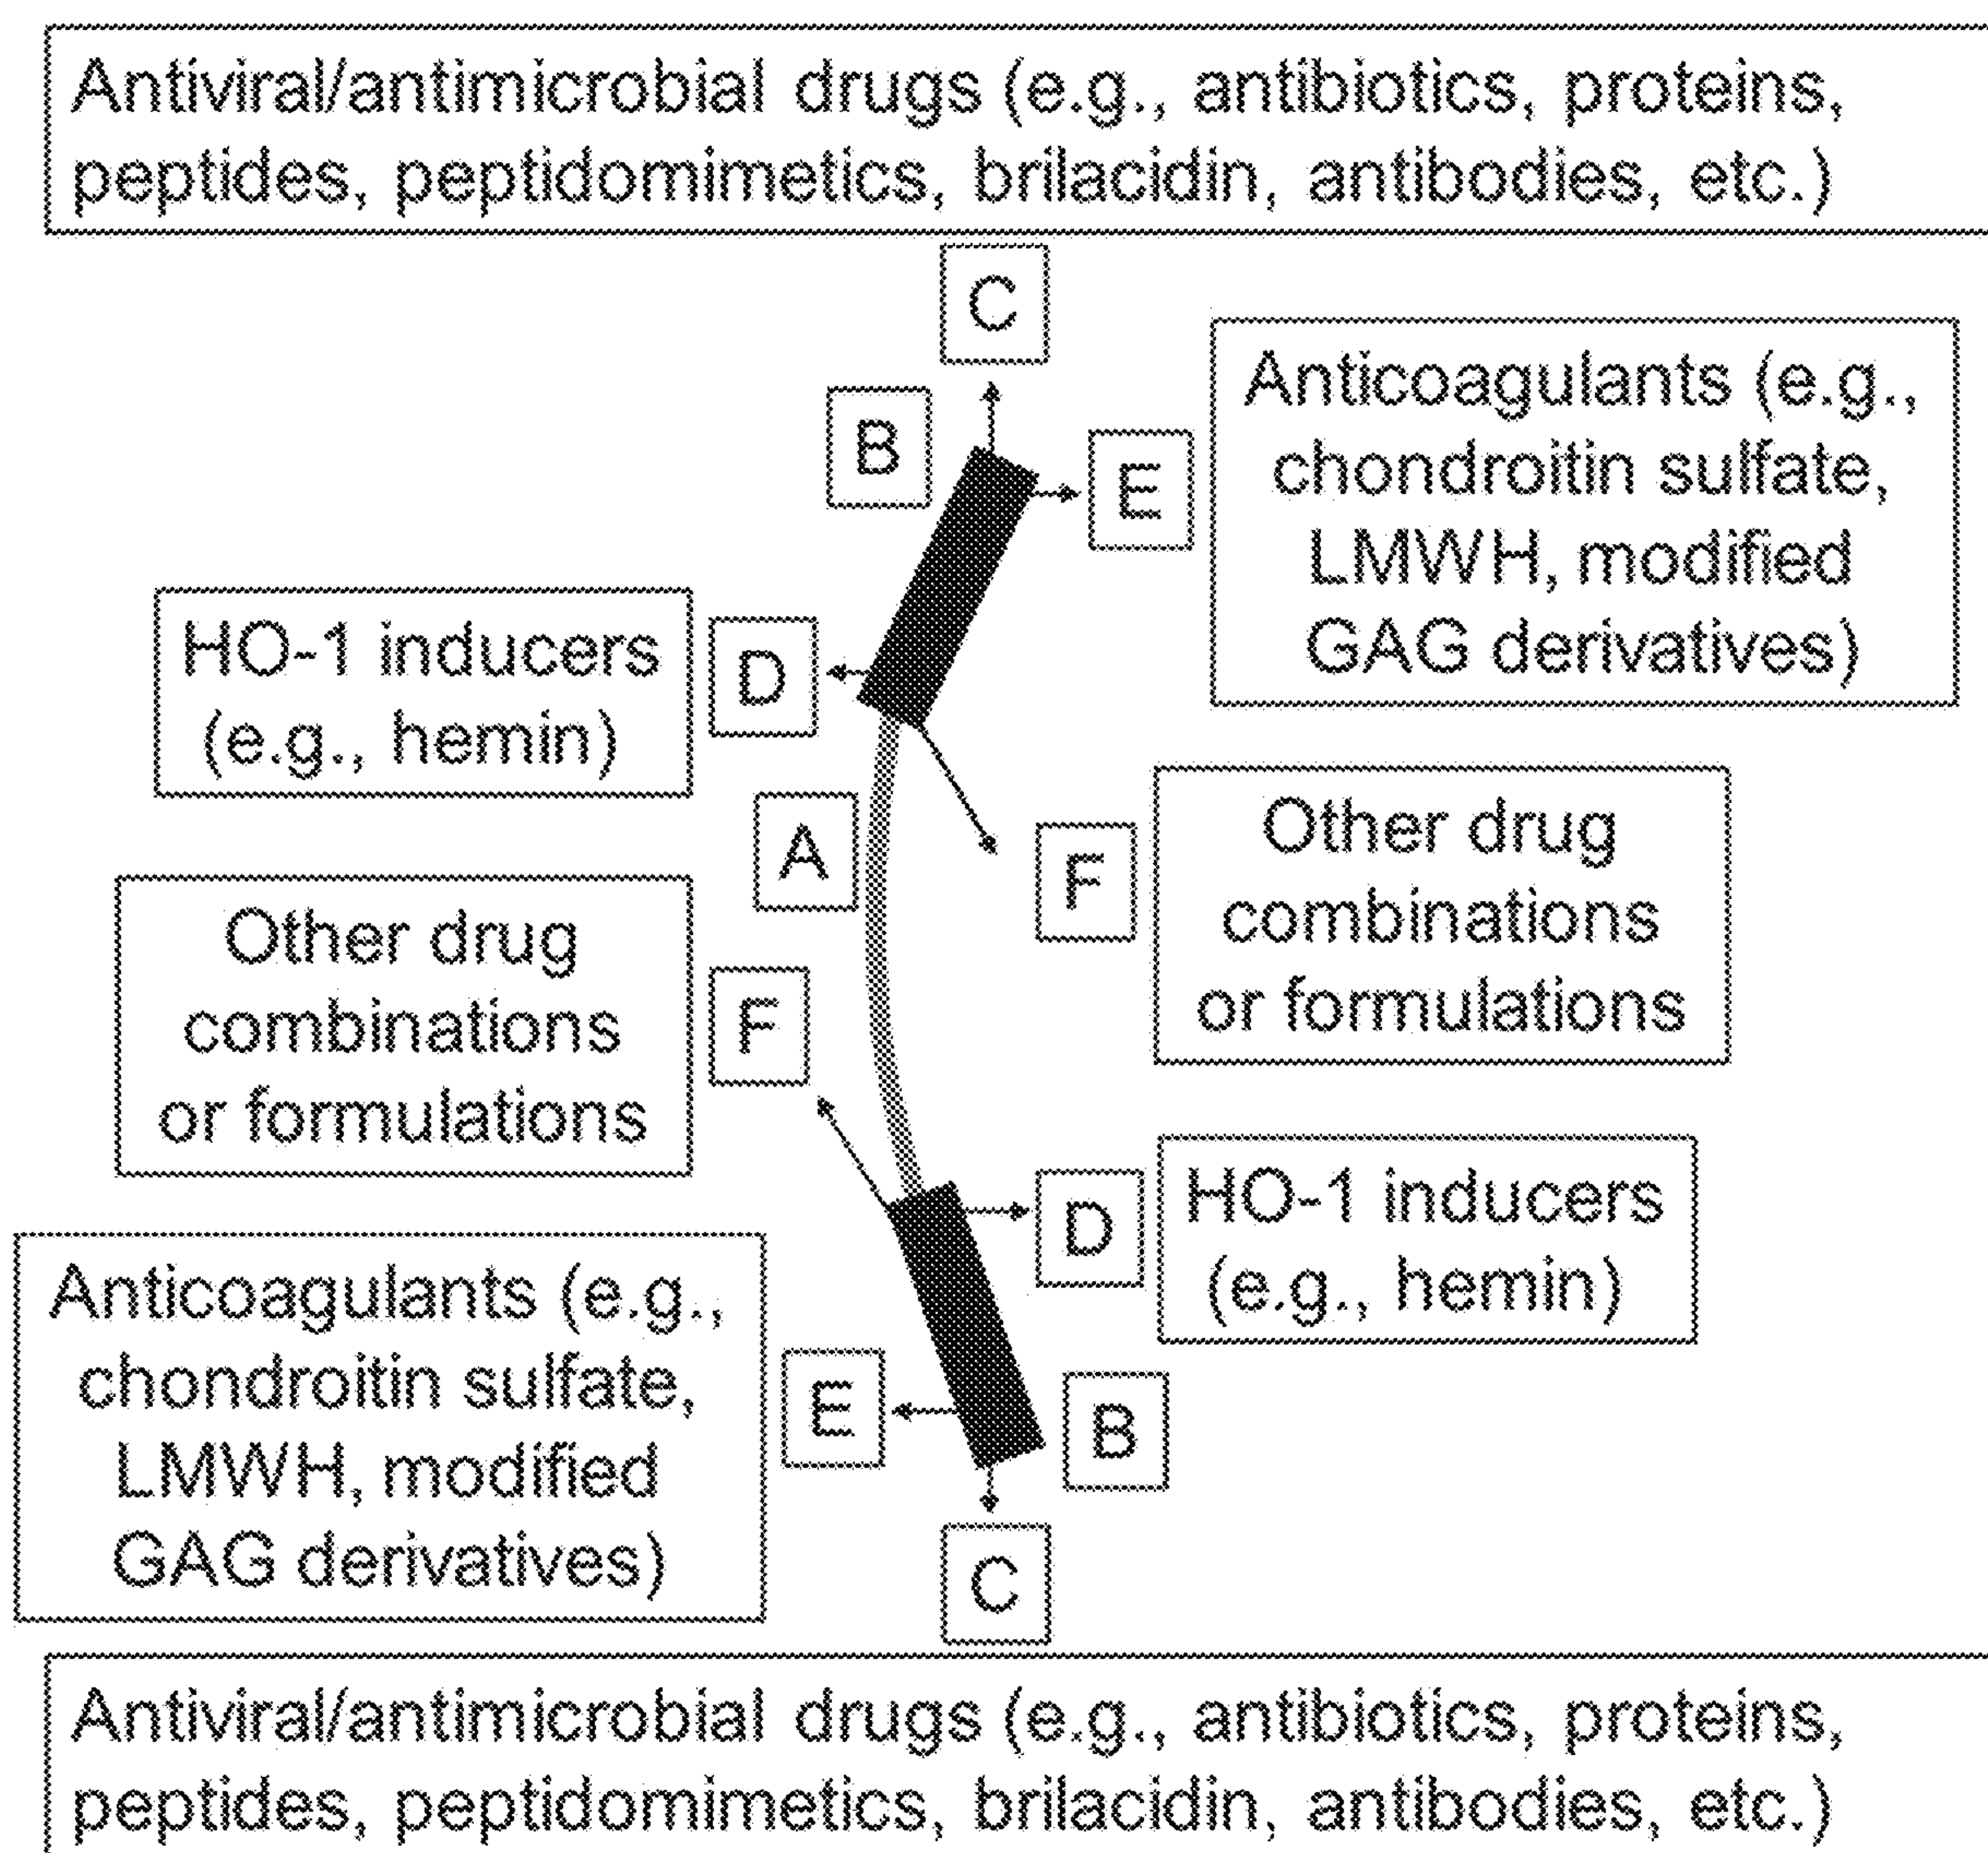 Antiviral/antimicrobial drugs (e.g., antibiotics, proteins,
peptides, peptidomimetics, brilacidin, antibodies, etc.)
C
B
E
Anticoagulants (e.g.,
chondroitin sulfate,
LMWH, modified
GAG derivatives)
HO-1 inducers
(e.g., hemin)
D
A
F
Other drug
combinations
or formulations
Other drug
combinations
or formulations
F
D
HO-1 inducers
(e.g., hemin)
Anticoagulants (e.g.,
chondroitin sulfate,
LMWH, modified
GAG derivatives)
E
B
C
Antiviral/antimicrobial drugs (e.g., antibiotics, proteins,
peptides, peptidomimetics, brilacidin, antibodies, etc.)